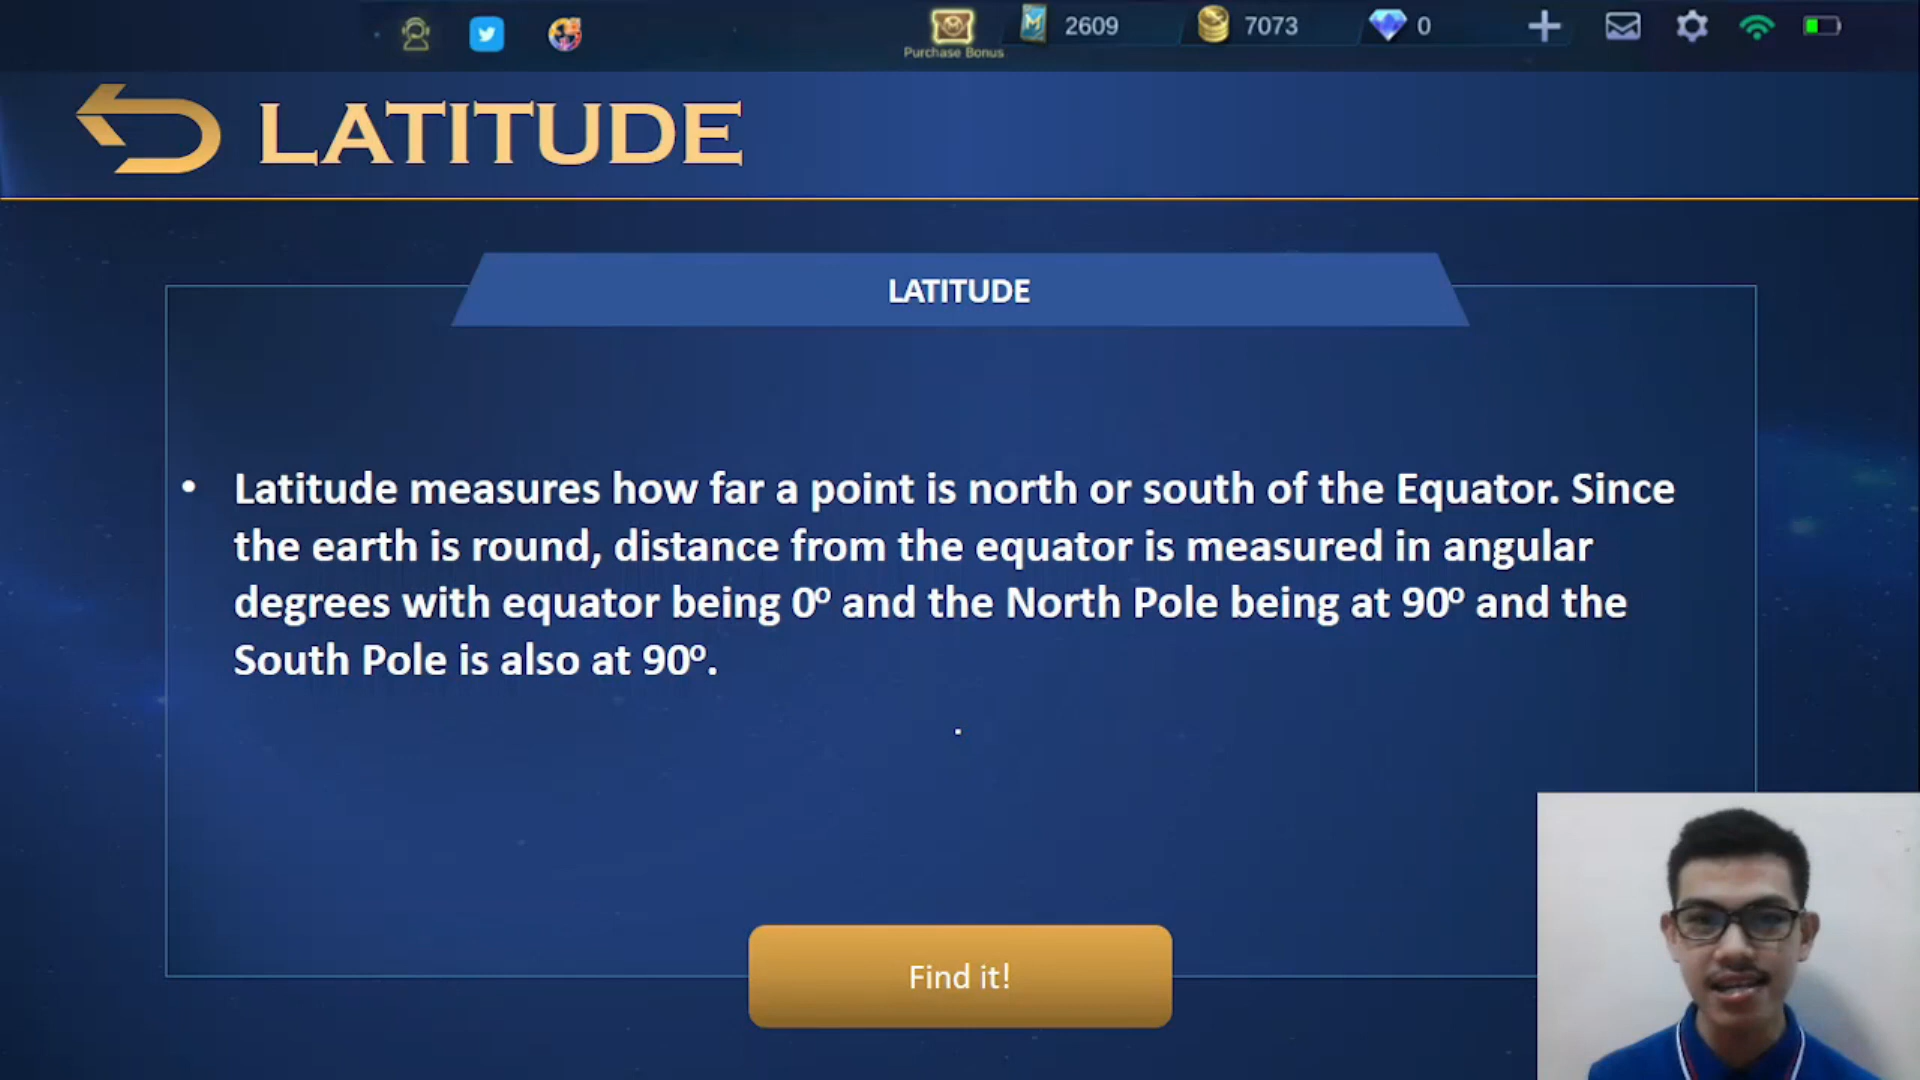 2609
7073
0
Purchase Bonus
LATITUDE
LATITUDE
• Latitude measures how far a point is north or south of the Equator. Since
the earth is round, distance from the equator is measured in angular
degrees with equator being 0º and the North Pole being at 90º and the
South Pole is also at 90º.
.
Find it!